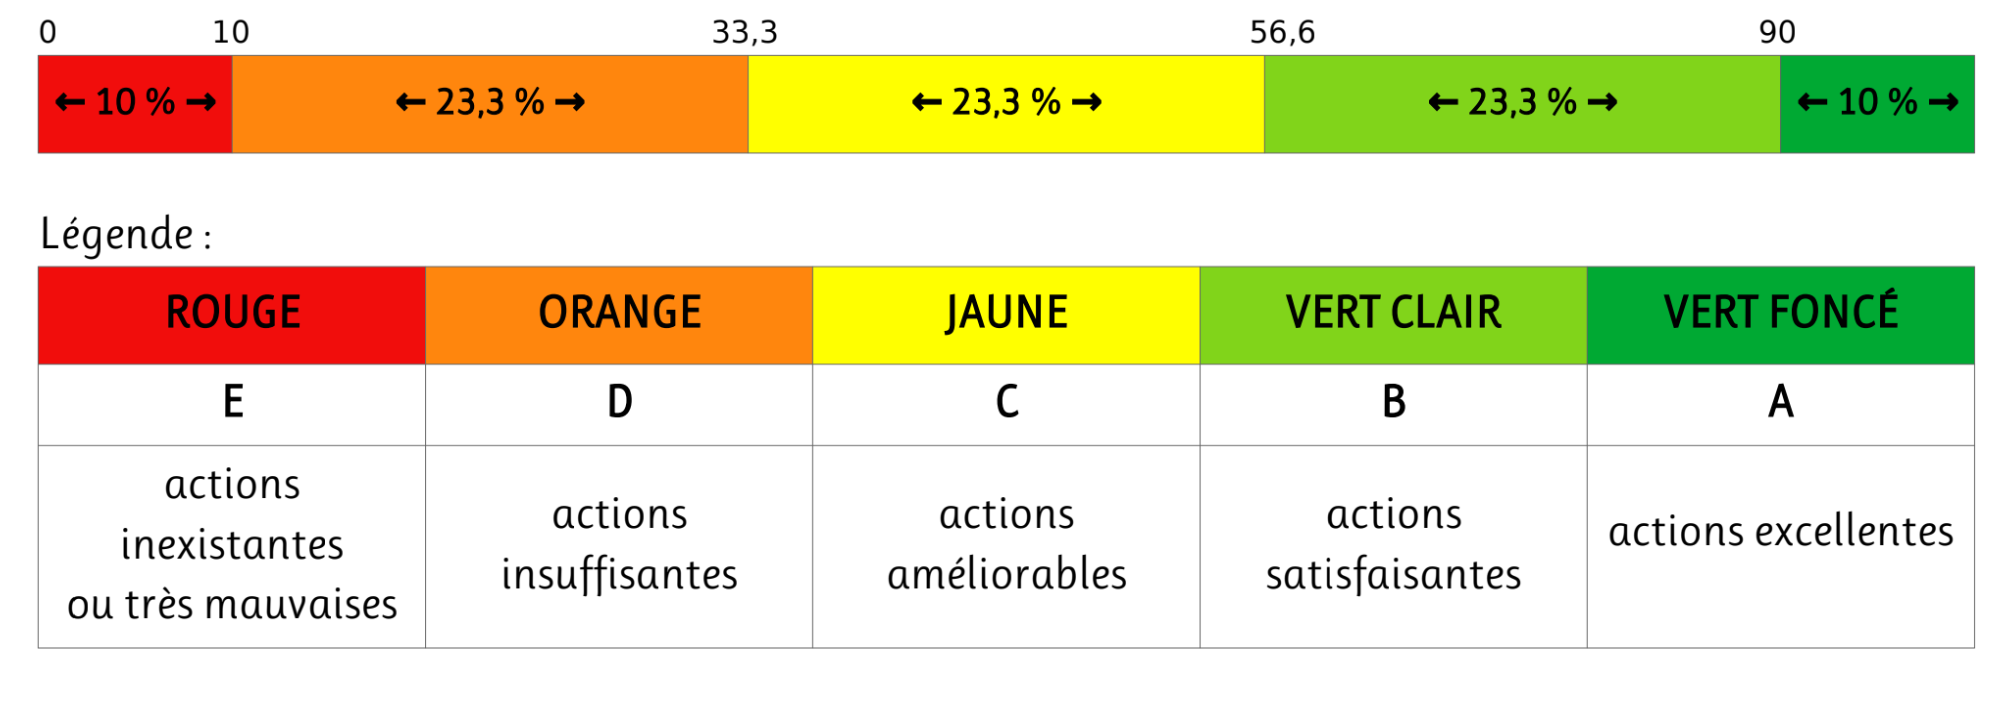 0 10 33,3 56,6 90
← 10 % → ← 23,3 % → ← 23,3 % → ← 23,3 % → ← 10 % →
Légende :
ROUGE ORANGE JAUNE VERT CLAIR VERT FONCÉ
E D C B A
actions
inexistantes
ou très mauvaises
actions
insuffisantes
actions
améliorables
actions
satisfaisantes
actions excellentes